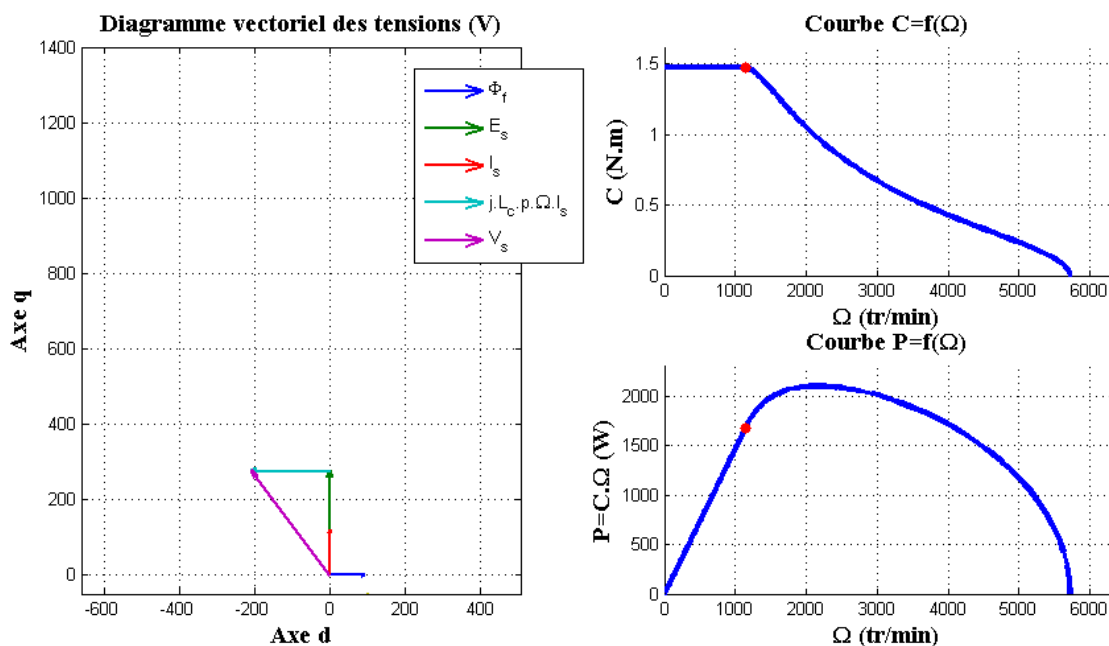 Diagramme vectoriel des tensions (V)
1400
1200
1000
800
600
400
200
0
Axe q
-600
-400
-200
0
200
400
Axe d
Φf
Es
Is
j.Lc.p.Ω.Is
Vs
Courbe C=f(Ω)
1.5
1
0.5
0
C (N.m)
0
1000
2000
3000
4000
5000
6000
Ω (tr/min)
Courbe P=f(Ω)
2000
1500
1000
500
0
P=C.Ω (W)
0
1000
2000
3000
4000
5000
6000
Ω (tr/min)